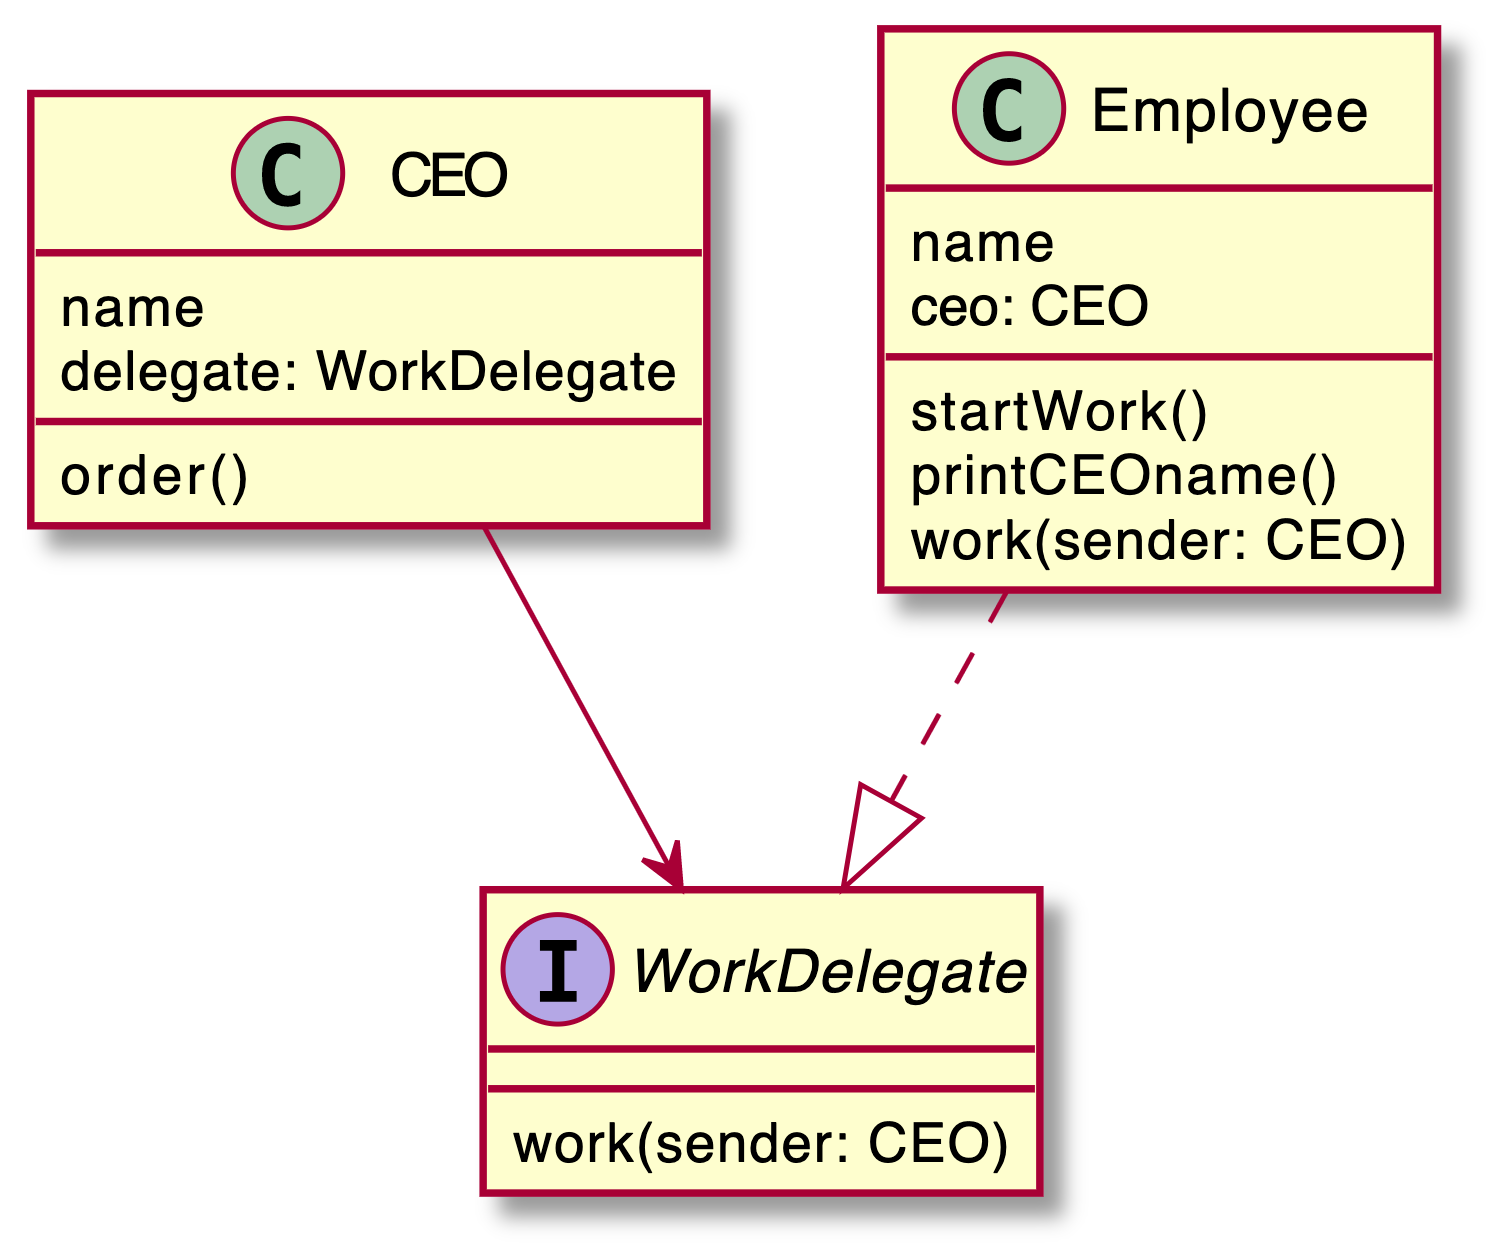 C CEO
name
delegate: WorkDelegate
order()
C Employee
name
ceo: CEO
startWork()
printCEOname()
work(sender: CEO)
I WorkDelegate
work(sender: CEO)